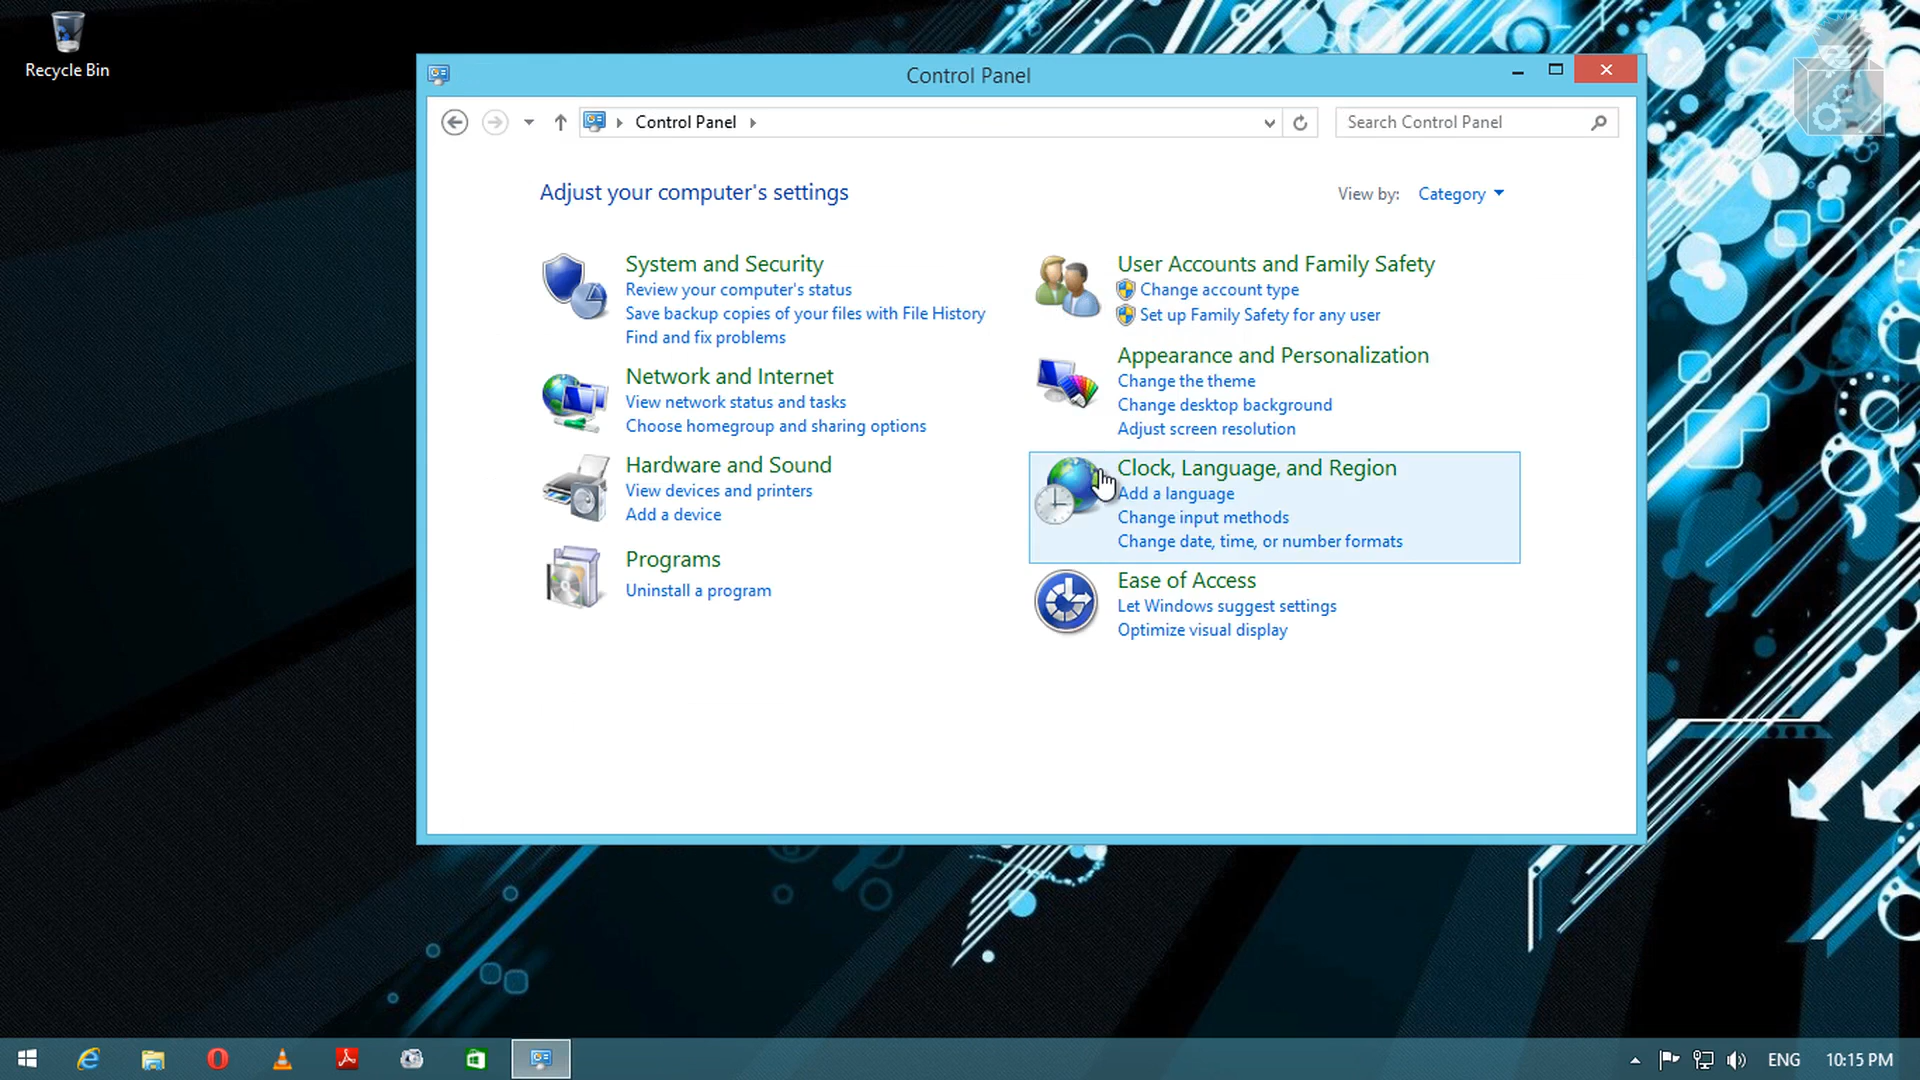 Recycle Bin
Control Panel
Control Panel
Search Control Panel
Adjust your computer's settings
View by: Category
System and Security
Review your computer's status
Save backup copies of your files with File History
Find and fix problems
Network and Internet
View network status and tasks
Choose homegroup and sharing options
Hardware and Sound
View devices and printers
Add a device
Programs
Uninstall a program
User Accounts and Family Safety
Change account type
Set up Family Safety for any user
Appearance and Personalization
Change the theme
Change desktop background
Adjust screen resolution
Clock, Language, and Region
Add a language
Change input methods
Change date, time, or number formats
Ease of Access
Let Windows suggest settings
Optimize visual display
ENG 10:15 PM